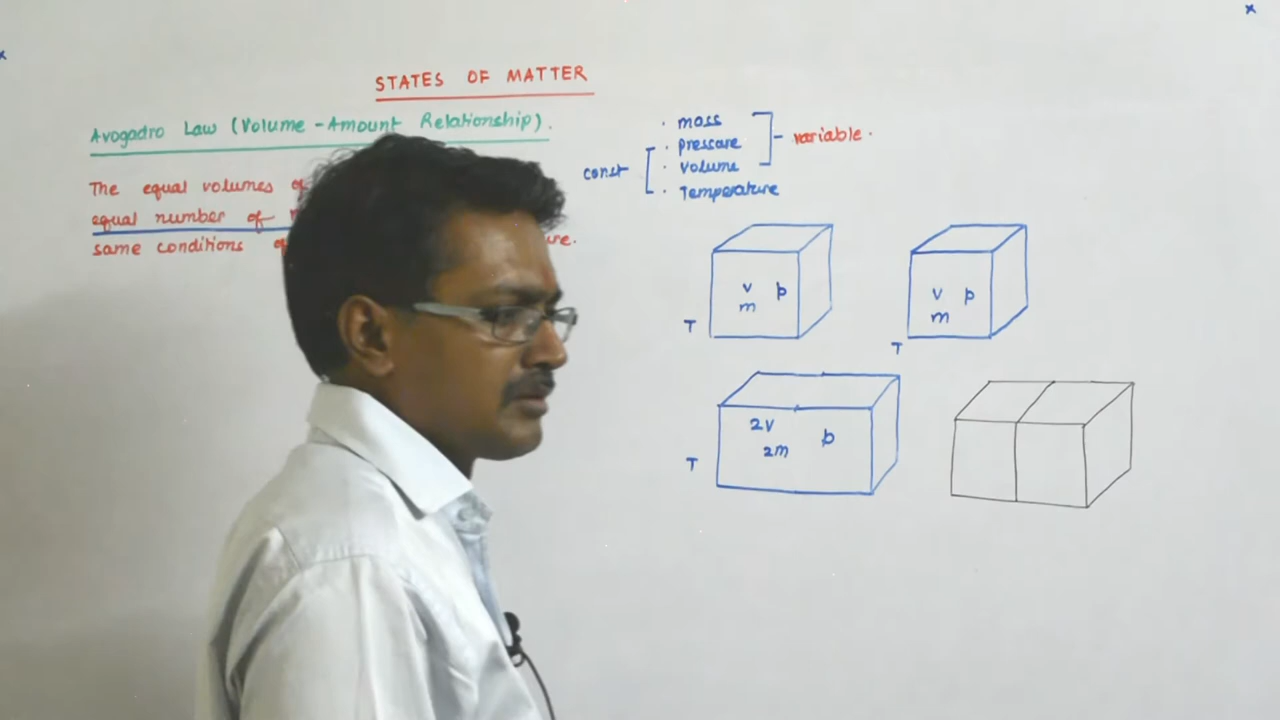 STATES OF MATTER
Avogadro Law (Volume - Amount Relationship).
The equal volumes of
equal number of
same conditions
· mass
· pressure
· volume
· Temperature
const
variable.
v p
m
T
v p
m
T
2v
2m
p
T
x